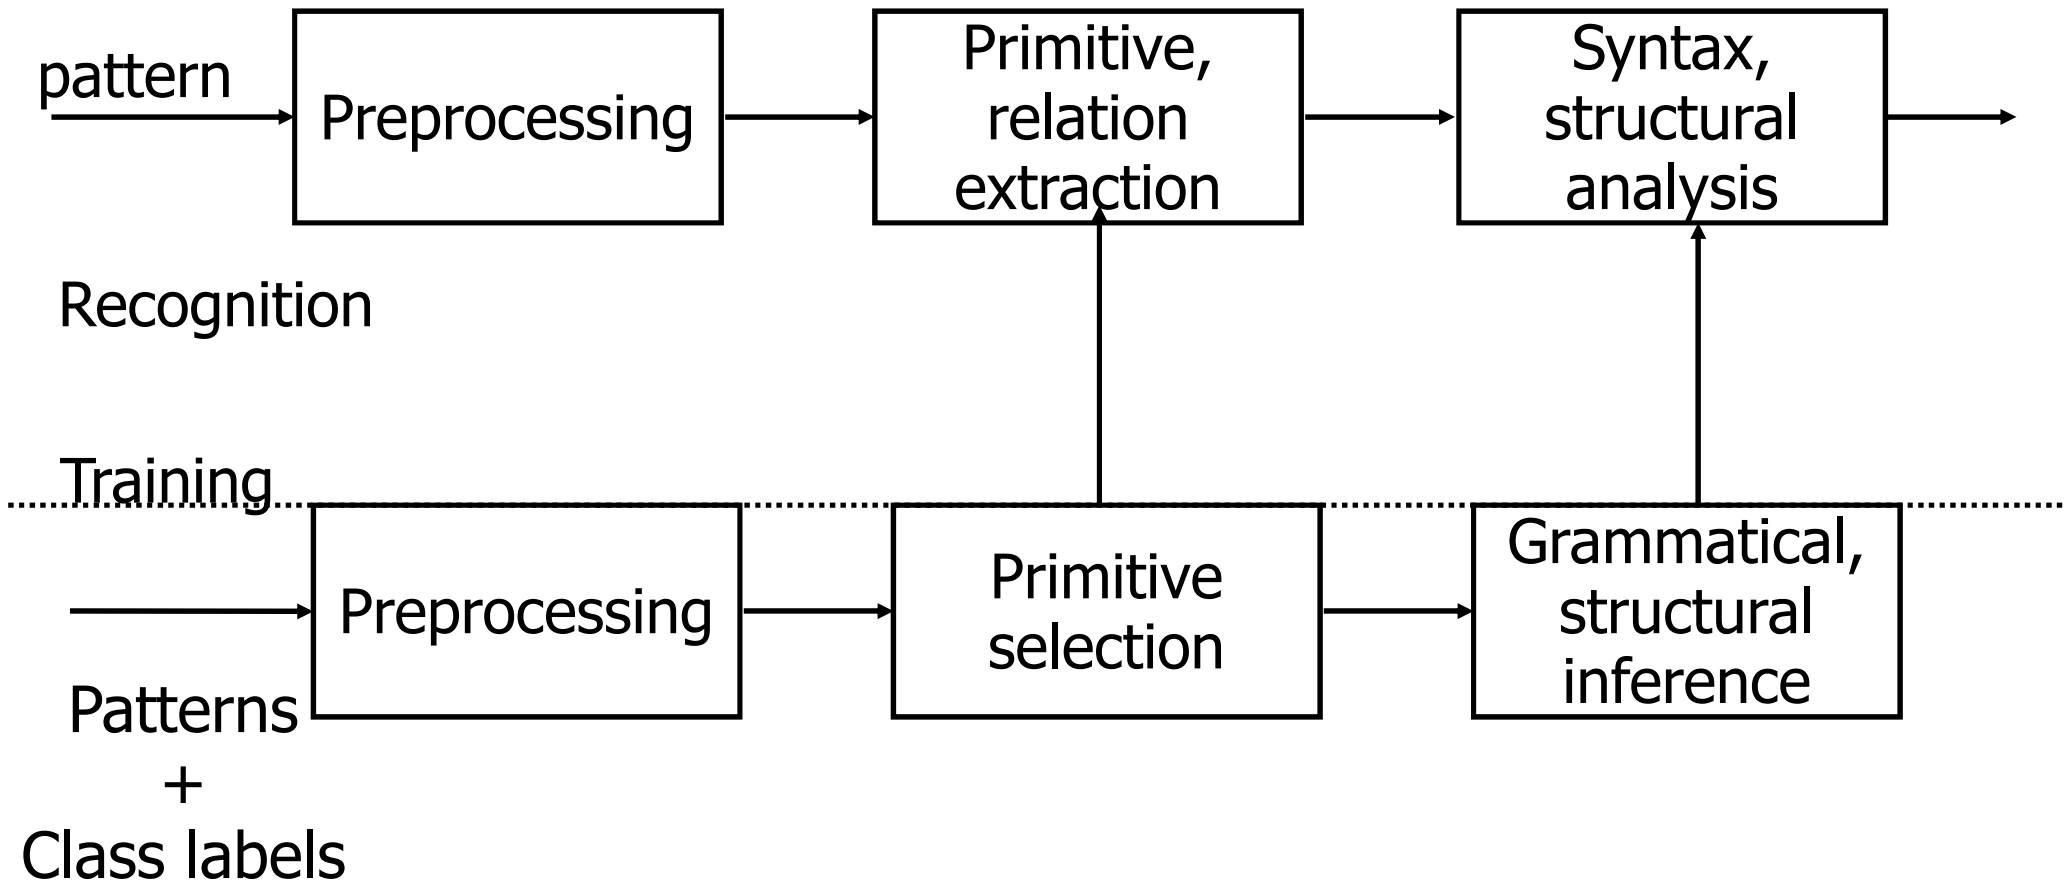 pattern
Preprocessing
Primitive,
relation
extraction
Syntax,
structural
analysis
Recognition
Training
Preprocessing
Primitive
selection
Grammatical,
structural
inference
Patterns
+
Class labels